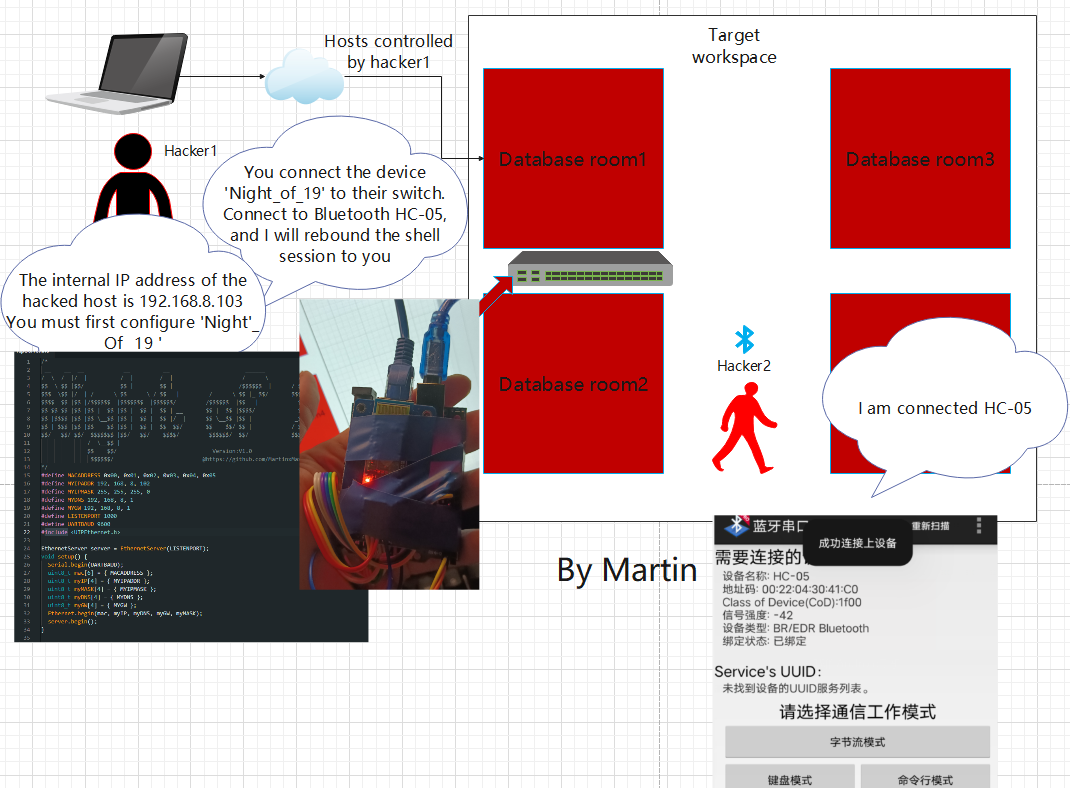 Hosts controlled
by hacker1
Target
workspace
Database room1
Database room3
Hacker1
You connect the device
'Night_of_19' to their switch.
Connect to Bluetooth HC-05,
and I will rebound the shell
session to you
The internal IP address of the
hacked host is 192.168.8.103
You must first configure 'Night'_
Of_19 '
Database room2
Hacker2
I am connected HC-05
By Martin
Version:V1.0
@https://github.com/MartinxMa
*/
#define MACADDRESS 0x00, 0x01, 0x02, 0x03, 0x04, 0x05
#define MYIPADDR 192, 168, 8, 102
#define MYIPMASK 255, 255, 255, 0
#define MYDNS 192, 168, 8, 1
#define MYGW 192, 168, 8, 1
#define LISTENPORT 1000
#define UARTBAUD 9600
#include <UIPEthernet.h>
EthernetServer server = EthernetServer(LISTENPORT);
void setup() {
Serial.begin(UARTBAUD);
uint8_t mac[6] = { MACADDRESS };
uint8_t myIP[4] = { MYIPADDR };
uint8_t myMASK[4] = { MYIPMASK };
uint8_t myDNS[4] = { MYDNS };
uint8_t myGW[4] = { MYGW };
Ethernet.begin(mac, myIP, myDNS, myGW, myMASK);
server.begin();
}
蓝牙串口
重新扫描
成功连接上设备
需要连接的
设备名称: HC-05
地址码: 00:22:04:30:41:C0
Class of Device(CoD):1f00
信号强度: -42
设备类型: BR/EDR Bluetooth
绑定状态: 已绑定
Service's UUID：
未找到设备的UUID服务列表。
请选择通信工作模式
字节流模式
键盘模式
命令行模式